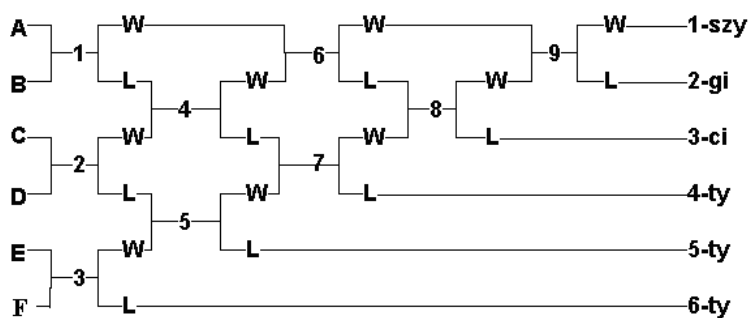 A W W W 1-szy
1 6 9
B L W L W L 2-gi
4 8
C W L W L 3-ci
2 7
D L W L 4-ty
5
E W L 5-ty
3
F L 6-ty